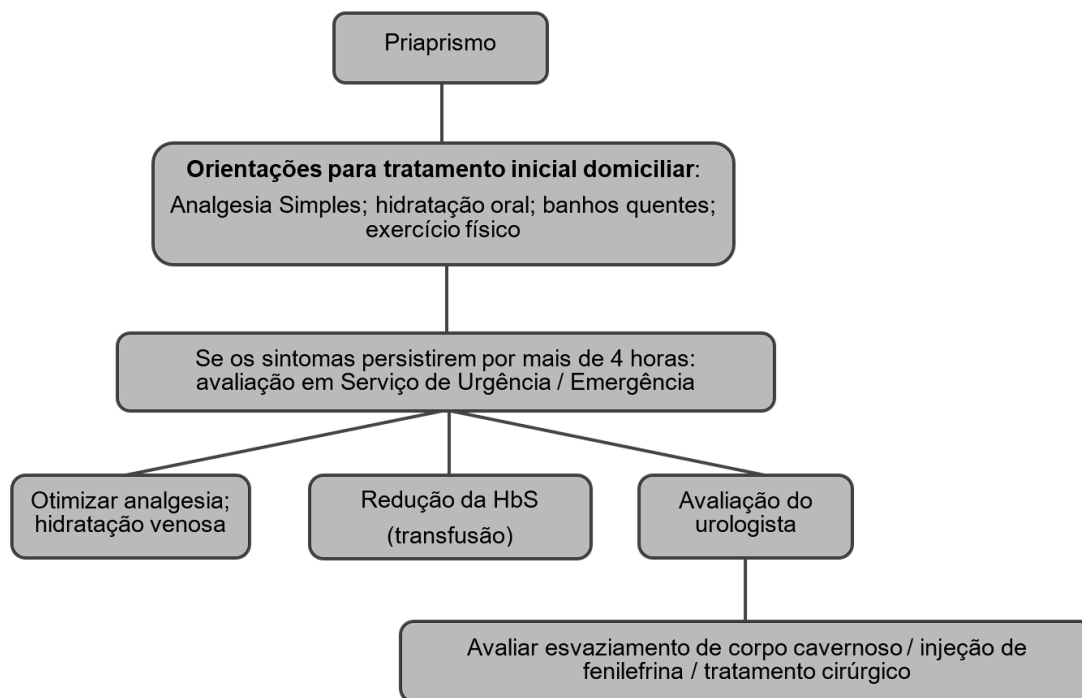 Priaprismo
Orientações para tratamento inicial domiciliar:
Analgesia Simples; hidratação oral; banhos quentes;
exercício físico
Se os sintomas persistirem por mais de 4 horas:
avaliação em Serviço de Urgência / Emergência
Otimizar analgesia;
hidratação venosa
Redução da HbS
(transfusão)
Avaliação do
urologista
Avaliar esvaziamento de corpo cavernoso / injeção de
fenilefrina / tratamento cirúrgico